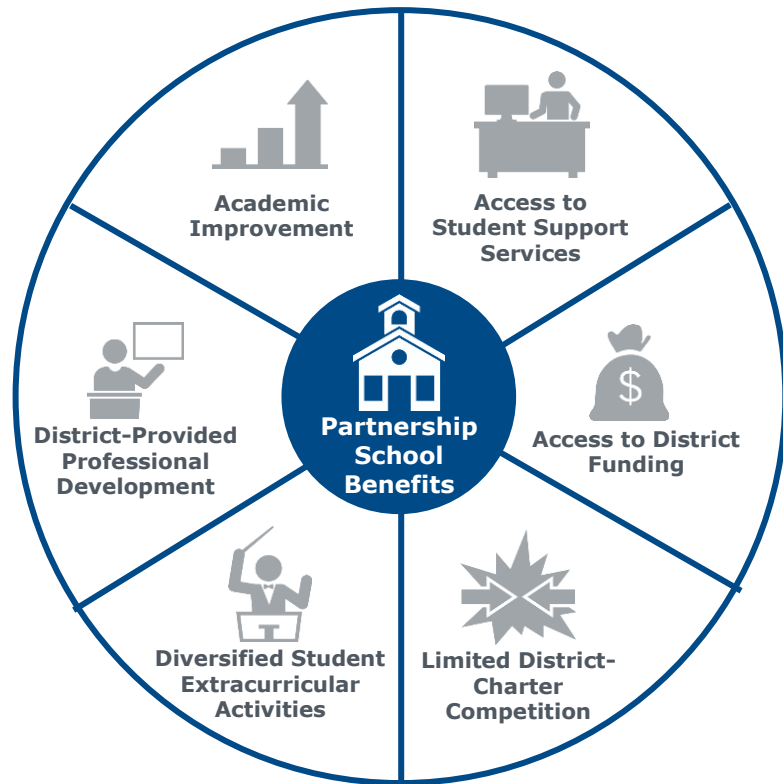 Academic
Improvement
Access to
Student Support
Services
District-Provided
Professional
Development
Partnership
School
Benefits
$
Access to District
Funding
Diversified Student
Extracurricular
Activities
Limited District-
Charter
Competition